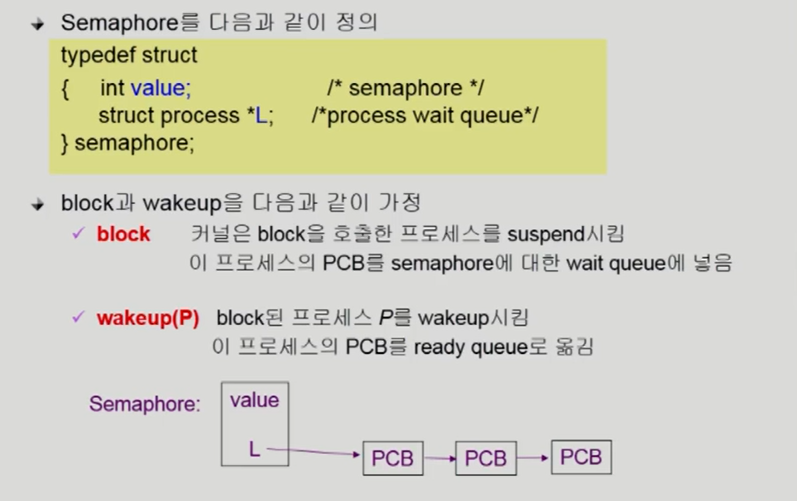 Semaphore를 다음과 같이 정의
typedef struct
{ int value; /* semaphore */
struct process *L; /*process wait queue*/
} semaphore;
block과 wakeup을 다음과 같이 가정
✓ block 커널은 block을 호출한 프로세스를 suspend시킴
이 프로세스의 PCB를 semaphore에 대한 wait queue에 넣음
✓ wakeup(P) block된 프로세스 P를 wakeup시킴
이 프로세스의 PCB를 ready queue로 옮김
Semaphore: value
L PCB PCB PCB